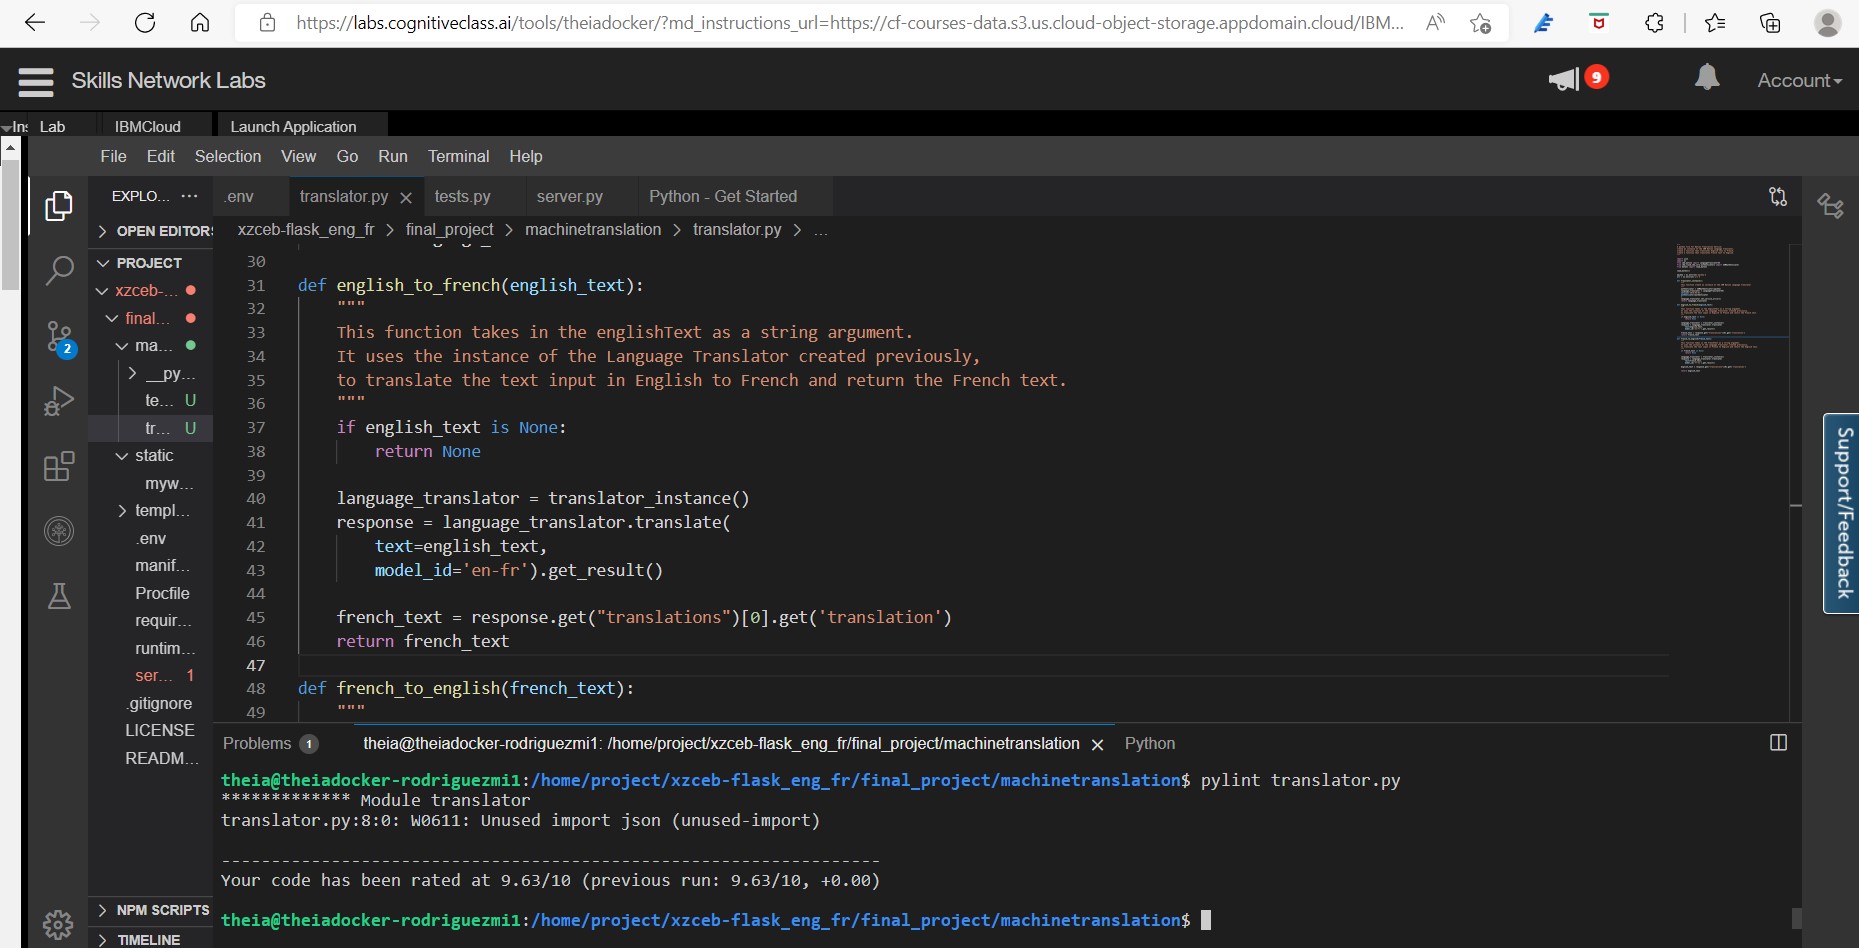 https://labs.cognitiveclass.ai/tools/theiadocker/?md_instructions_url=https://cf-courses-data.s3.us.cloud-object-storage.appdomain.cloud/IBM...
Skills Network Labs
9
Account
Ins
Lab
IBMCloud
Launch Application
File Edit Selection View Go Run Terminal Help
EXPLO... ...
.env
translator.py
tests.py
server.py
Python - Get Started
OPEN EDITORS
xzceb-flask_eng_fr > final_project > machinetranslation > translator.py > ...
PROJECT
xzceb-...
final...
ma...
__py...
te... U
tr... U
static
myw...
templ...
.env
manif...
Procfile
requir...
runtim...
ser... 1
.gitignore
LICENSE
READM...
NPM SCRIPTS
TIMELINE
2
30
31 def english_to_french(english_text):
32 """
33 This function takes in the englishText as a string argument.
34 It uses the instance of the Language Translator created previously,
35 to translate the text input in English to French and return the French text.
36 """
37 if english_text is None:
38 return None
39
40 language_translator = translator_instance()
41 response = language_translator.translate(
42 text=english_text,
43 model_id='en-fr').get_result()
44
45 french_text = response.get("translations")[0].get('translation')
46 return french_text
47
48 def french_to_english(french_text):
49 """
Support/Feedback
Problems 1
theia@theiadocker-rodriguezmi1: /home/project/xzceb-flask_eng_fr/final_project/machinetranslation
Python
theia@theiadocker-rodriguezmi1:/home/project/xzceb-flask_eng_fr/final_project/machinetranslation$ pylint translator.py
************* Module translator
translator.py:8:0: W0611: Unused import json (unused-import)
------------------------------------------------------------------
Your code has been rated at 9.63/10 (previous run: 9.63/10, +0.00)
theia@theiadocker-rodriguezmi1:/home/project/xzceb-flask_eng_fr/final_project/machinetranslation$